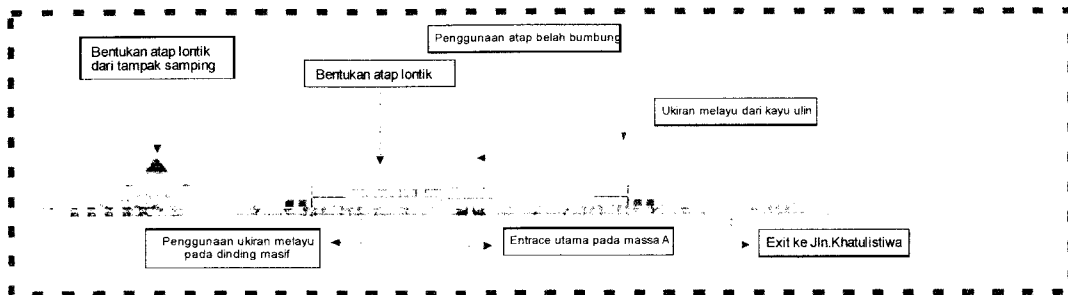 Bentukan atap lontik
dari tampak samping
Penggunaan atap belah bumbung
Bentukan atap lontik
Ukiran melayu dari kayu ulin
Penggunaan ukiran melayu
pada dinding masif
Entrace utama pada massa A
Exit ke Jln.Khatulistiwa